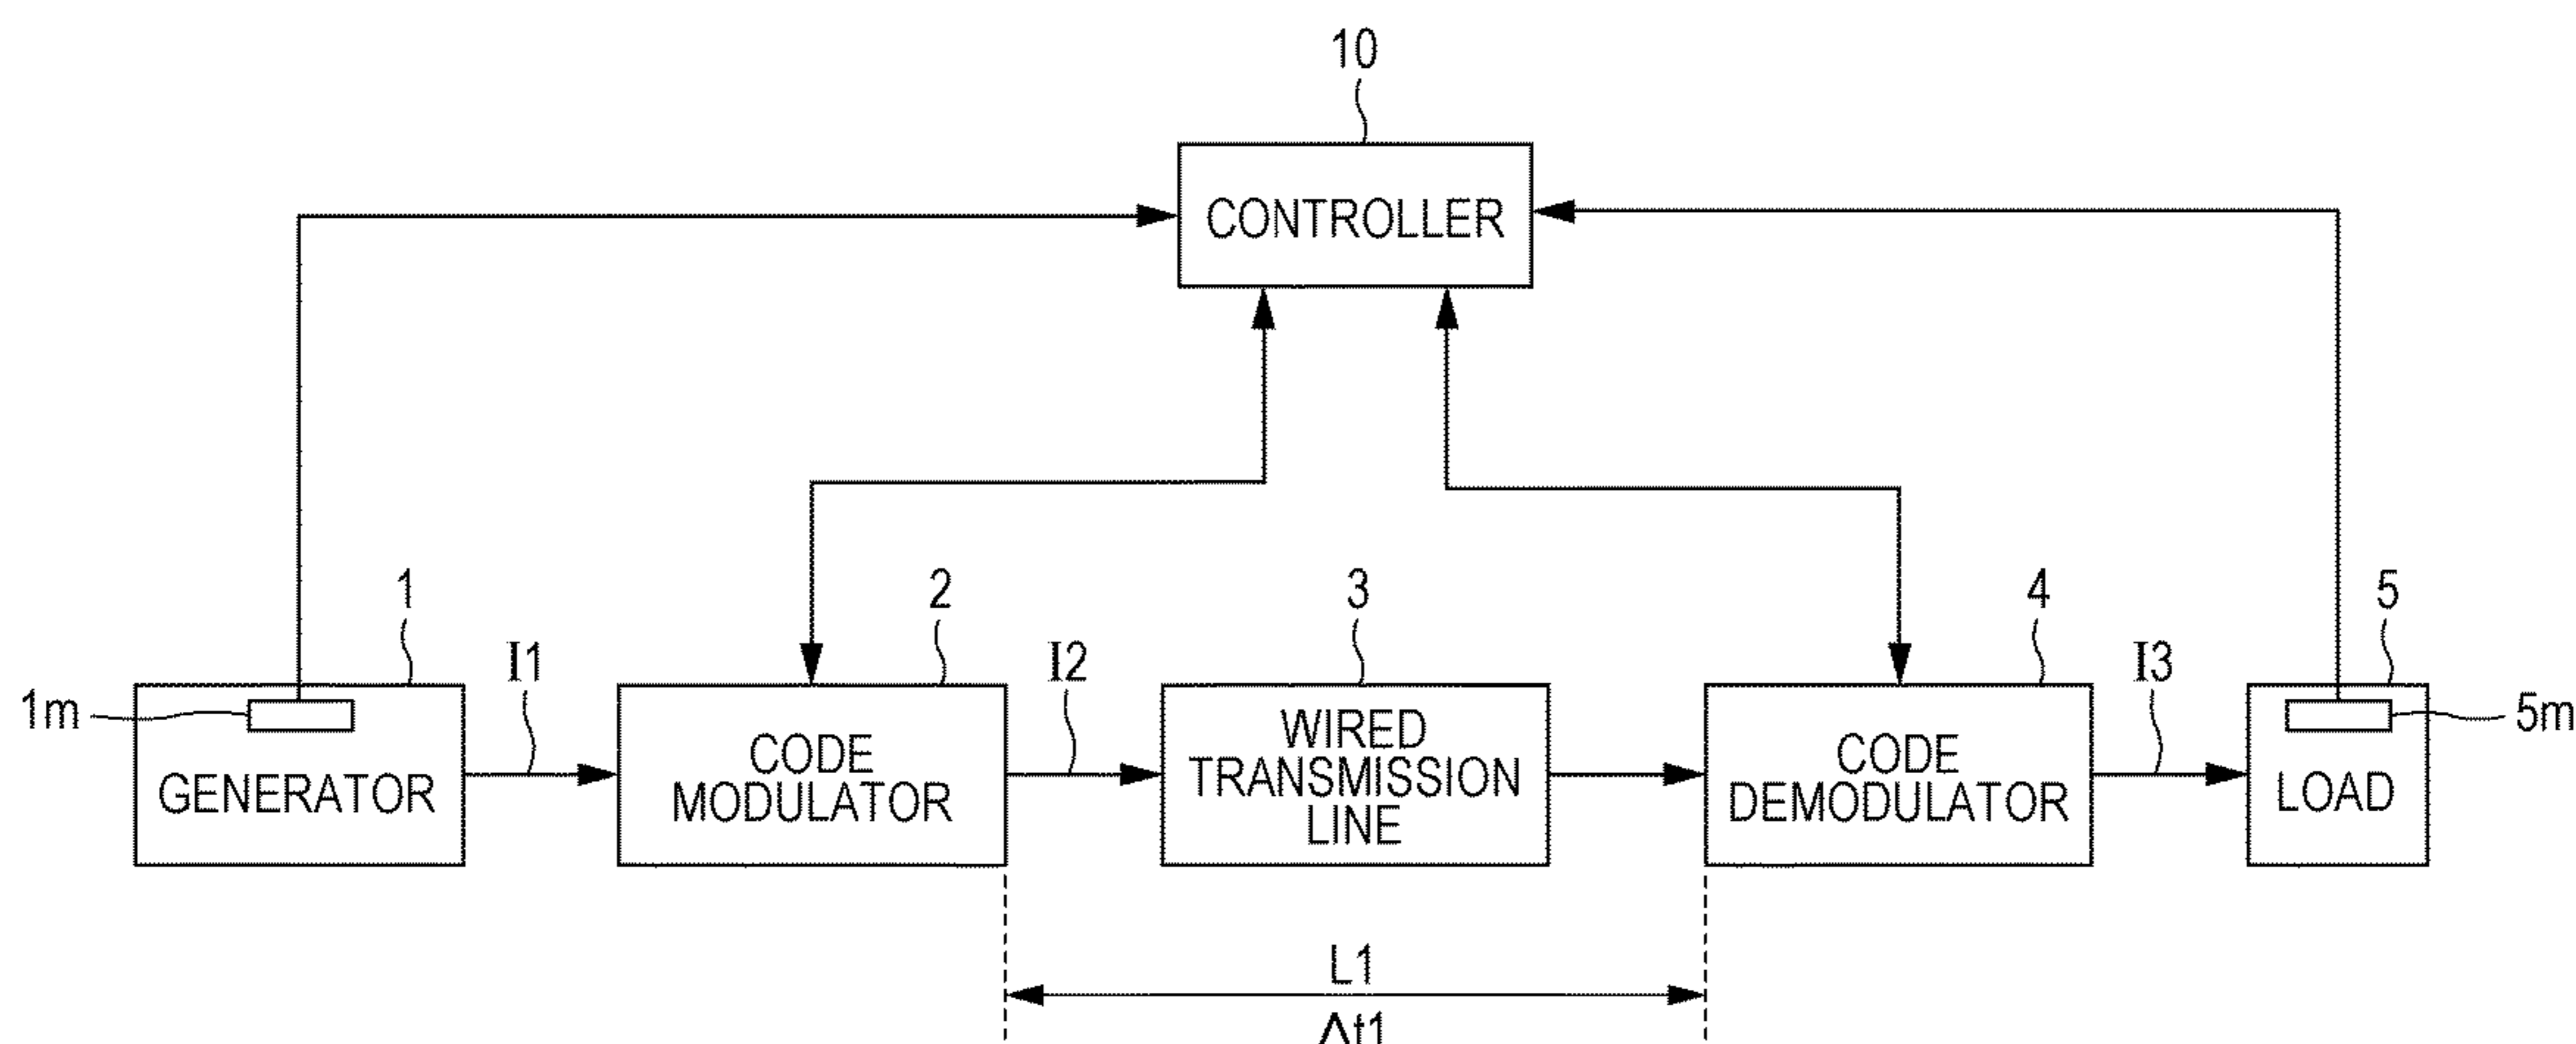 10
CONTROLLER
1
2
3
4
5
I1
I2
I3
1m
5m
GENERATOR
CODE
MODULATOR
WIRED
TRANSMISSION
LINE
CODE
DEMODULATOR
LOAD
L1
Δt1